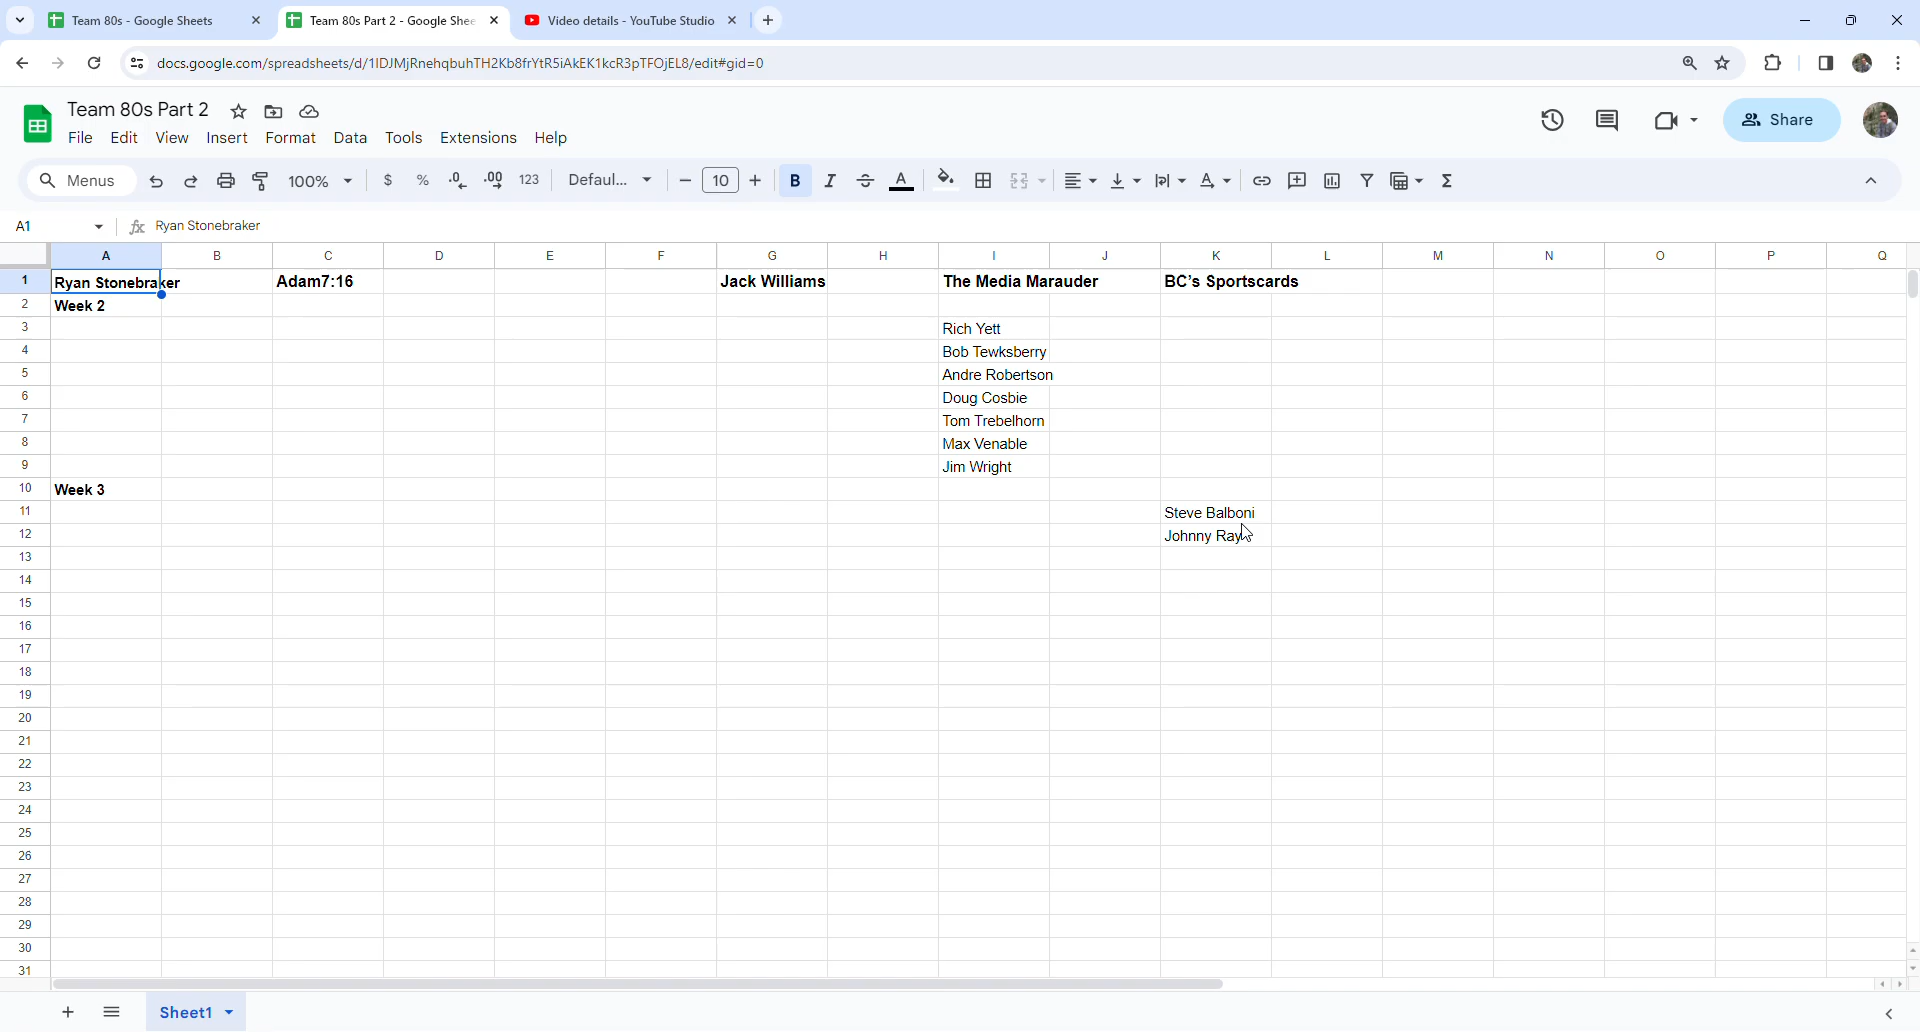 Team 80s - Google Sheets
Team 80s Part 2 - Google Shee
Video details - YouTube Studio
docs.google.com/spreadsheets/d/1IDJMjRnehqbuhTH2Kb8frYtR5iAkEK1kcR3pTFOjEL8/edit#gid=0
Team 80s Part 2
File Edit View Insert Format Data Tools Extensions Help
Share
Menus 100% $ % .0 .00 123 Defaul... 10 B I A
A1 fx Ryan Stonebraker
A B C D E F G H I J K L M N O P Q
1 Ryan Stonebraker Adam7:16 Jack Williams The Media Marauder BC's Sportscards
2 Week 2
3 Rich Yett
4 Bob Tewksberry
5 Andre Robertson
6 Doug Cosbie
7 Tom Trebelhorn
8 Max Venable
9 Jim Wright
10 Week 3
11 Steve Balboni
12 Johnny Ray
13
14
15
16
17
18
19
20
21
22
23
24
25
26
27
28
29
30
31
Sheet1